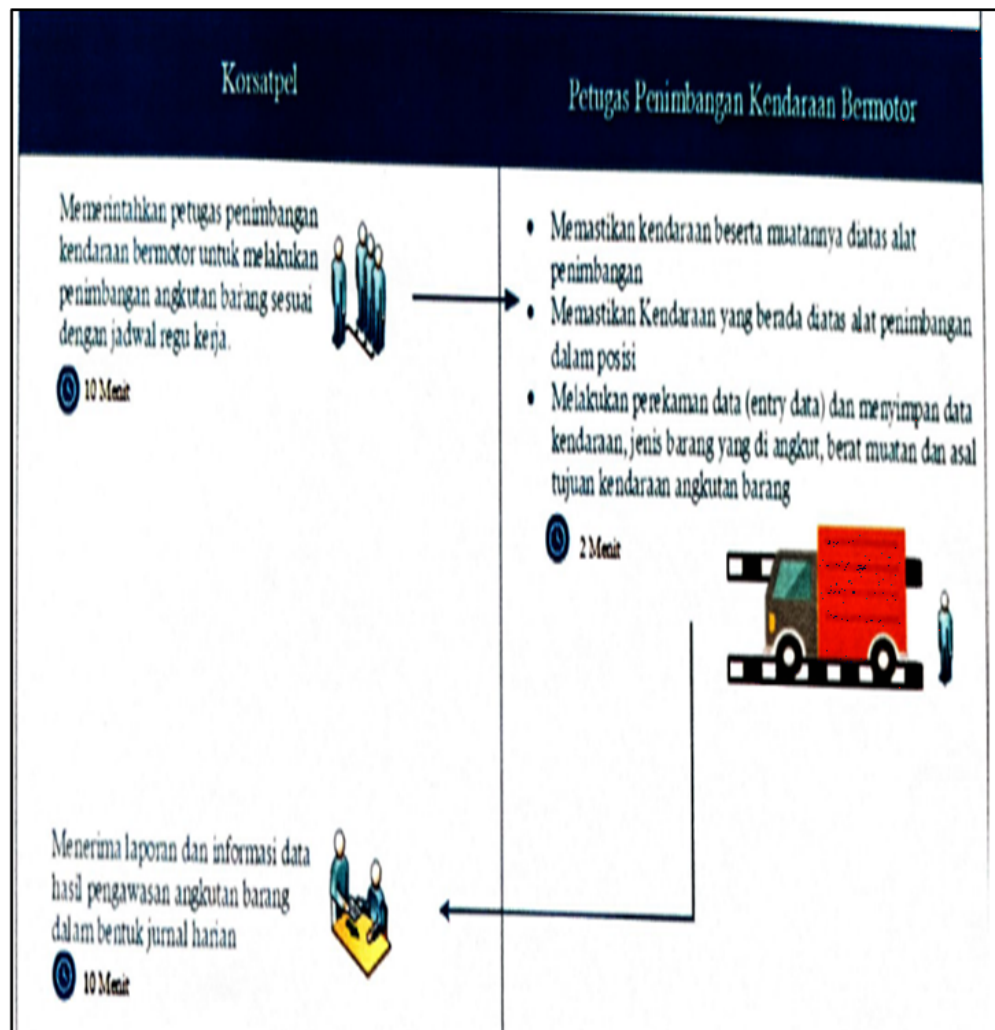 Korsatpel
Petugas Penimbangan Kendaraan Bermotor
Memerintahkan petugas penimbangan
kendaraan bermotor untuk melakukan
penimbangan angkutan barang sesuai
dengan jadwal regu kerja.
10 Menit
• Memastikan kendaraan beserta muatannya diatas alat
penimbangan
• Memastikan Kendaraan yang berada diatas alat penimbangan
dalam posisi
• Melakukan perekaman data (entry data) dan menyimpan data
kendaraan, jenis barang yang di angkut, berat muatan dan asal
tujuan kendaraan angkutan barang
2 Menit
Menerima laporan dan informasi data
hasil pengawasan angkutan barang
dalam bentuk jurnal harian
10 Menit